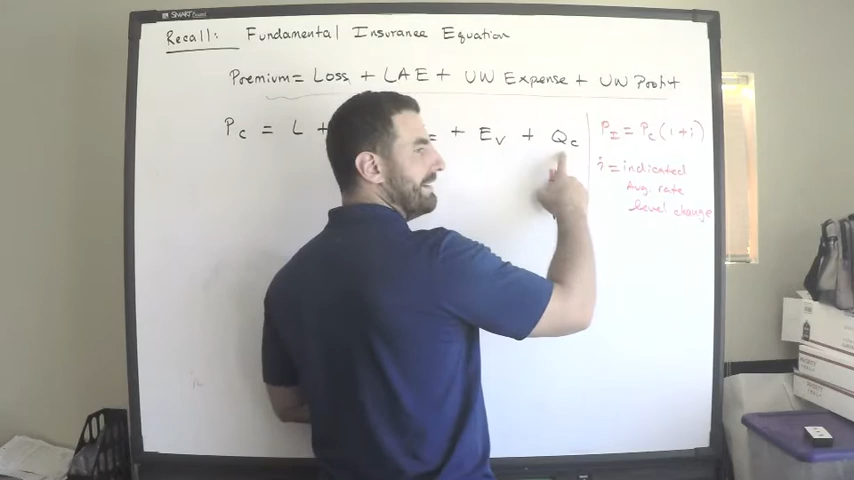 SMART Board
Recall: Fundamental Insurance Equation
Premium = Loss + LAE + UW Expense + UW Profit
P_C = L + + E_V + Q_C
P_I = P_C (1 + i)
i = indicated
Avg. rate
level change